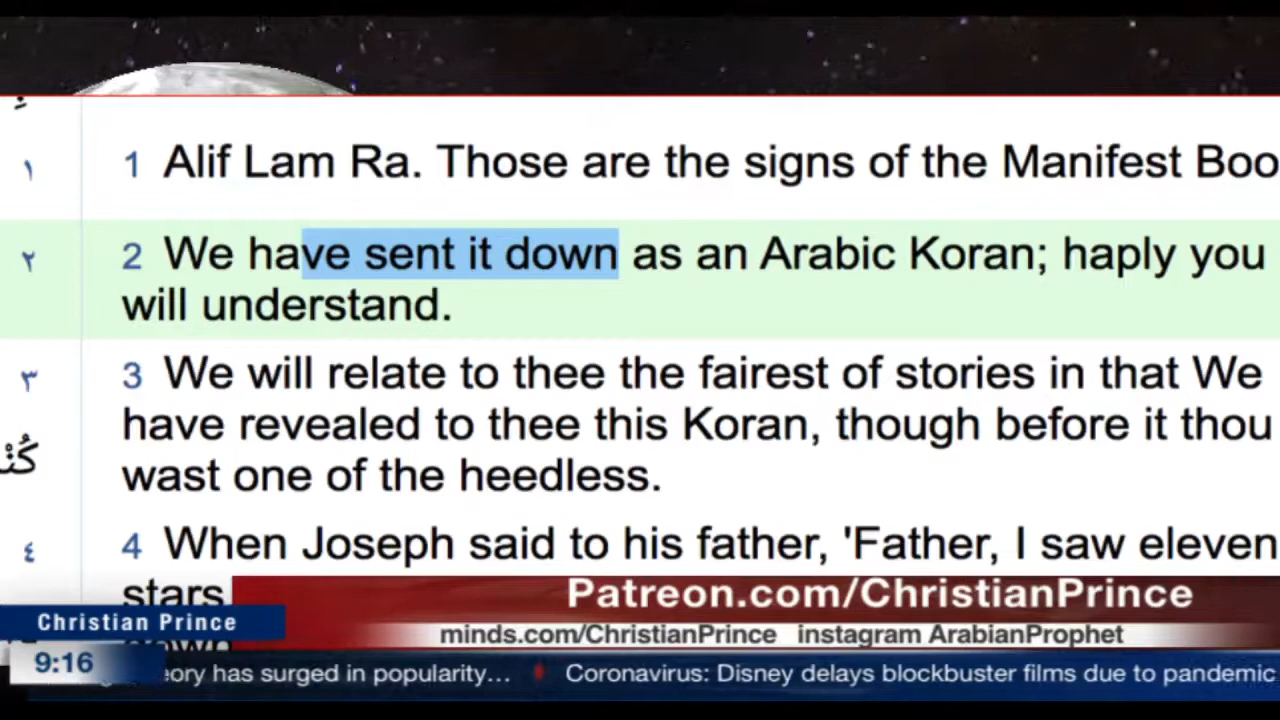 ١
1 Alif Lam Ra. Those are the signs of the Manifest Boo
٢
2 We have sent it down as an Arabic Koran; haply you
will understand.
٣
3 We will relate to thee the fairest of stories in that We
have revealed to thee this Koran, though before it thou
wast one of the heedless.
٤
4 When Joseph said to his father, 'Father, I saw eleven
stars
down
Patreon.com/ChristianPrince
minds.com/ChristianPrince instagram ArabianProphet
Christian Prince
9:16
eory has surged in popularity... Coronavirus: Disney delays blockbuster films due to pandemic